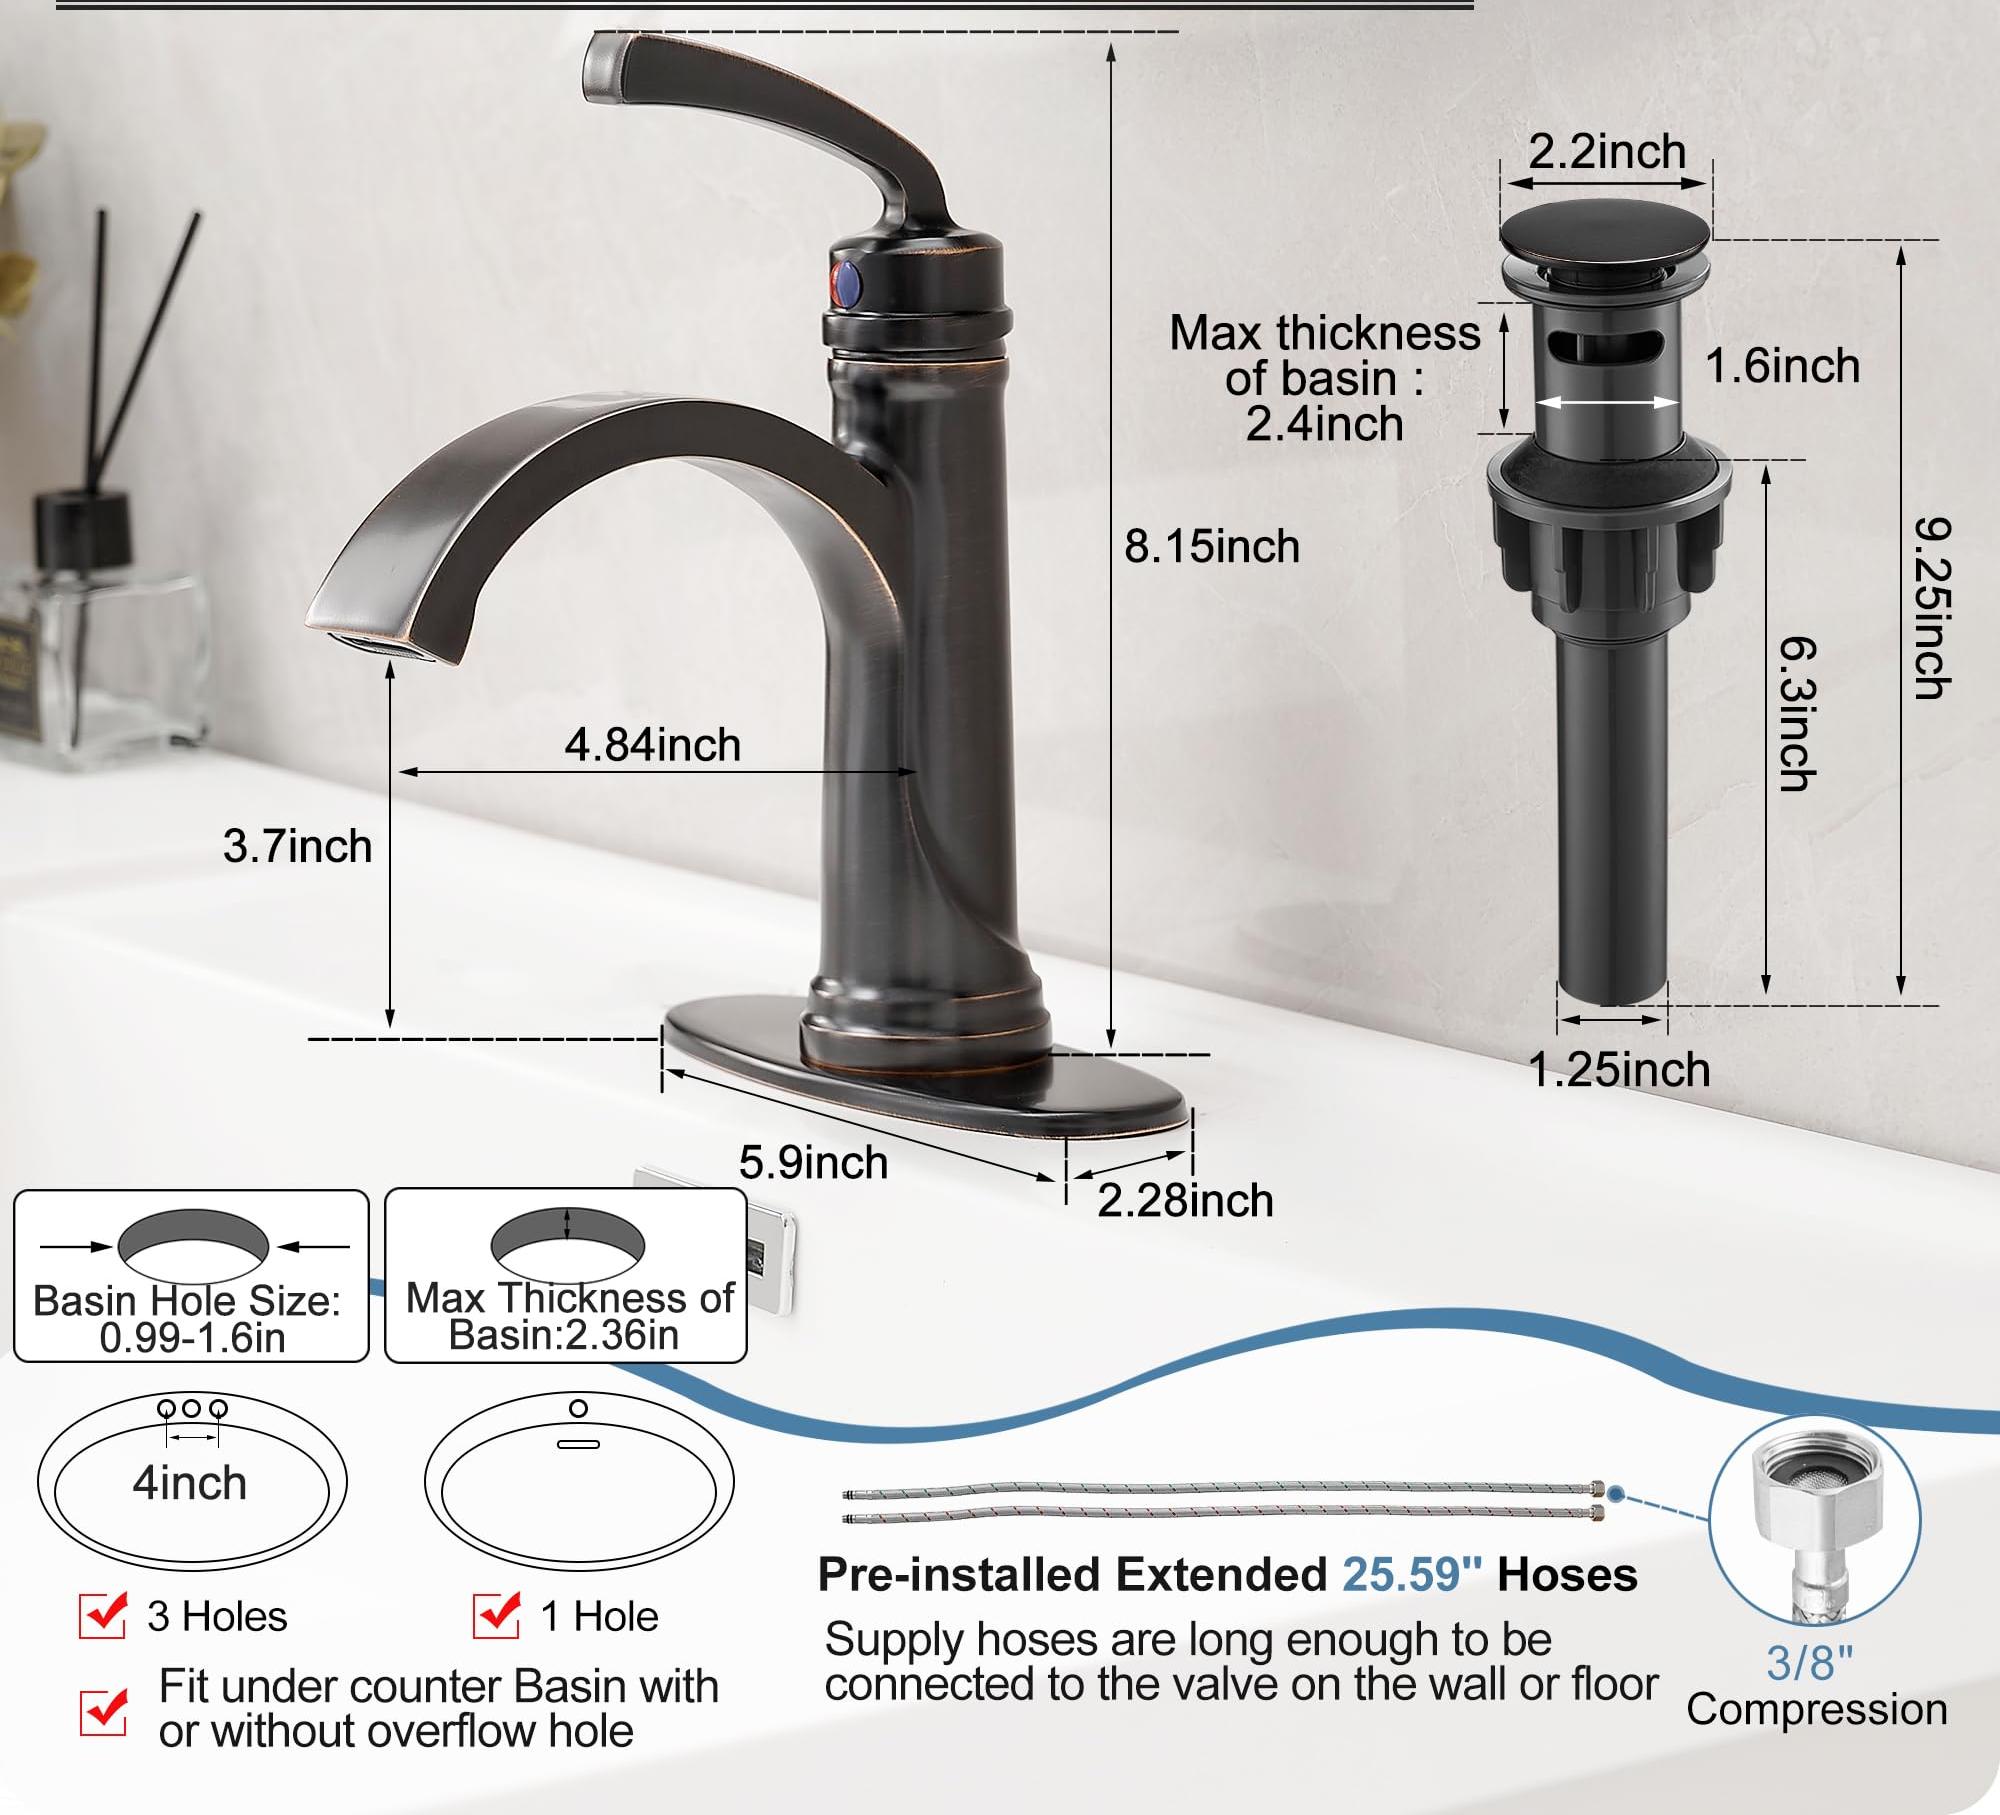 2.2inch
Max thickness
of basin :
2.4inch
1.6inch
8.15inch
9.25inch
6.3inch
4.84inch
3.7inch
1.25inch
5.9inch
2.28inch
Basin Hole Size:
0.99-1.6in
Max Thickness of
Basin:2.36in
4inch
3 Holes
1 Hole
Fit under counter Basin with
or without overflow hole
Pre-installed Extended 25.59" Hoses
Supply hoses are long enough to be
connected to the valve on the wall or floor
3/8"
Compression